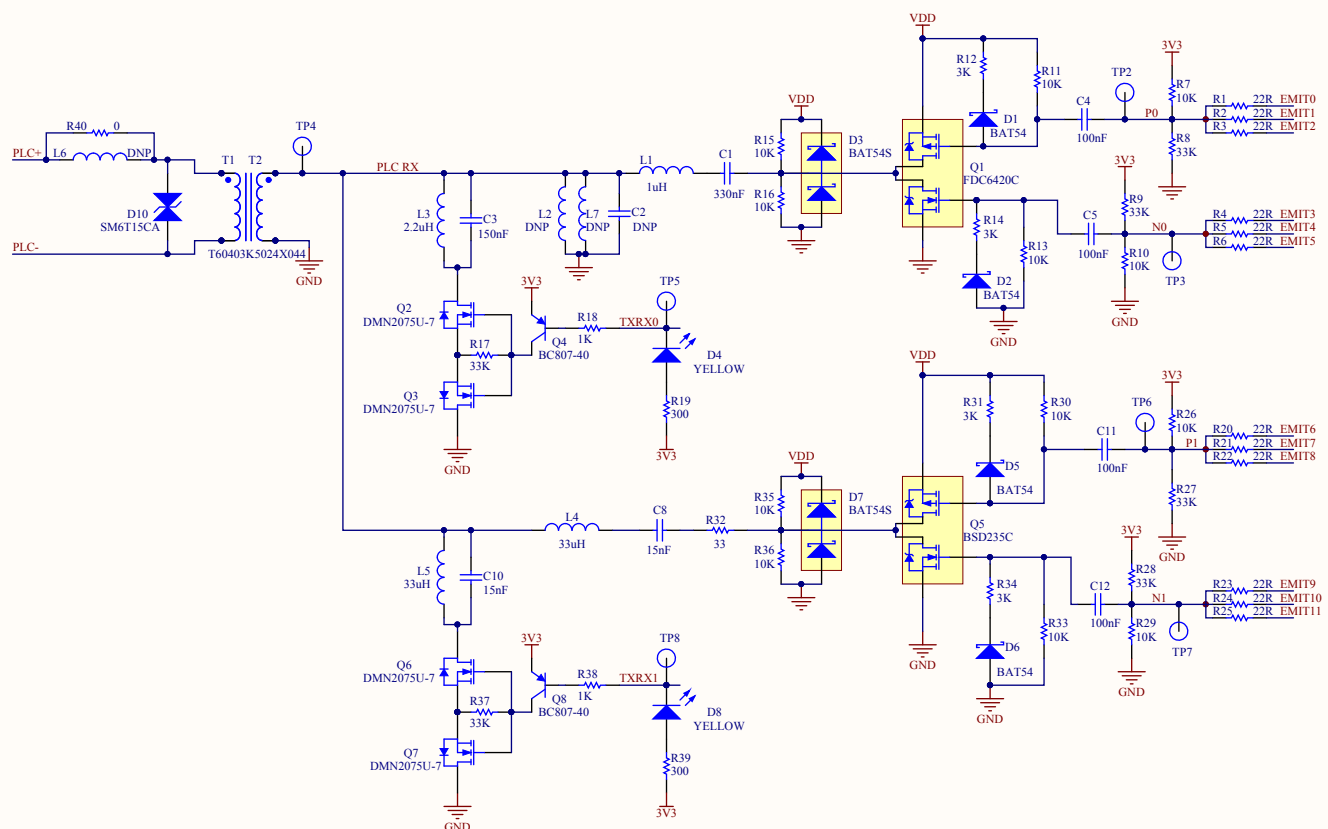 VDD
R12
3K
R11
10K
D1
BAT54
C4
100nF
TP2
P0
3V3
R7
10K
R8
33K
GND
R1 22R EMIT0
R2 22R EMIT1
R3 22R EMIT2
R40 0
PLC+
L6 DNP
D10
SM6T15CA
PLC-
T1 T2
T60403K5024X044
GND
TP4
PLC RX
L3
2.2uH
C3
150nF
L2
DNP
L7
DNP
C2
DNP
GND
L1
1uH
C1
330nF
VDD
R15
10K
R16
10K
D3
BAT54S
GND
Q1
FDC6420C
GND
R14
3K
R13
10K
D2
BAT54
GND
C5
100nF
3V3
R9
33K
N0
R10
10K
TP3
GND
R4 22R EMIT3
R5 22R EMIT4
R6 22R EMIT5
Q2
DMN2075U-7
R17
33K
Q3
DMN2075U-7
GND
3V3
Q4
BC807-40
R18
1K
TXRX0
TP5
D4
YELLOW
R19
300
3V3
VDD
R31
3K
R30
10K
D5
BAT54
C11
100nF
TP6
P1
3V3
R26
10K
R27
33K
GND
R20 22R EMIT6
R21 22R EMIT7
R22 22R EMIT8
L5
33uH
C10
15nF
L4
33uH
C8
15nF
R32
33
VDD
R35
10K
R36
10K
D7
BAT54S
GND
Q5
BSD235C
GND
R34
3K
R33
10K
D6
BAT54
GND
C12
100nF
3V3
R28
33K
N1
R29
10K
TP7
GND
R23 22R EMIT9
R24 22R EMIT10
R25 22R EMIT11
Q6
DMN2075U-7
R37
33K
Q7
DMN2075U-7
GND
3V3
Q8
BC807-40
R38
1K
TXRX1
TP8
D8
YELLOW
R39
300
3V3